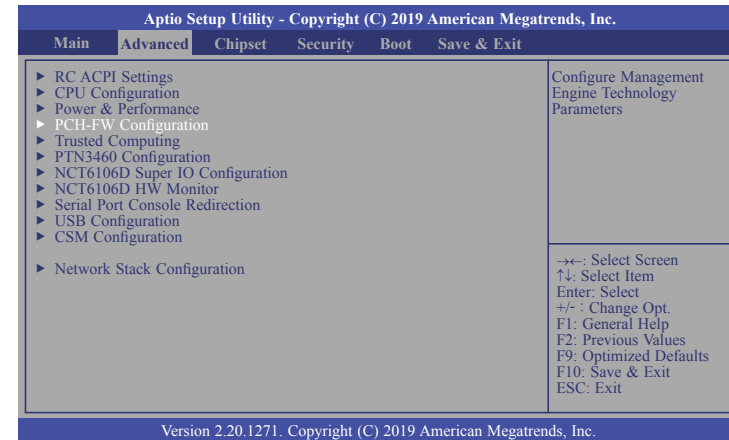 Aptio Setup Utility - Copyright (C) 2019 American Megatrends, Inc.
Main Advanced Chipset Security Boot Save & Exit
► RC ACPI Settings
► CPU Configuration
► Power & Performance
► PCH-FW Configuration
► Trusted Computing
► PTN3460 Configuration
► NCT6106D Super IO Configuration
► NCT6106D HW Monitor
► Serial Port Console Redirection
► USB Configuration
► CSM Configuration
► Network Stack Configuration
Configure Management
Engine Technology
Parameters
→←: Select Screen
↑↓: Select Item
Enter: Select
+/- : Change Opt.
F1: General Help
F2: Previous Values
F9: Optimized Defaults
F10: Save & Exit
ESC: Exit
Version 2.20.1271. Copyright (C) 2019 American Megatrends, Inc.